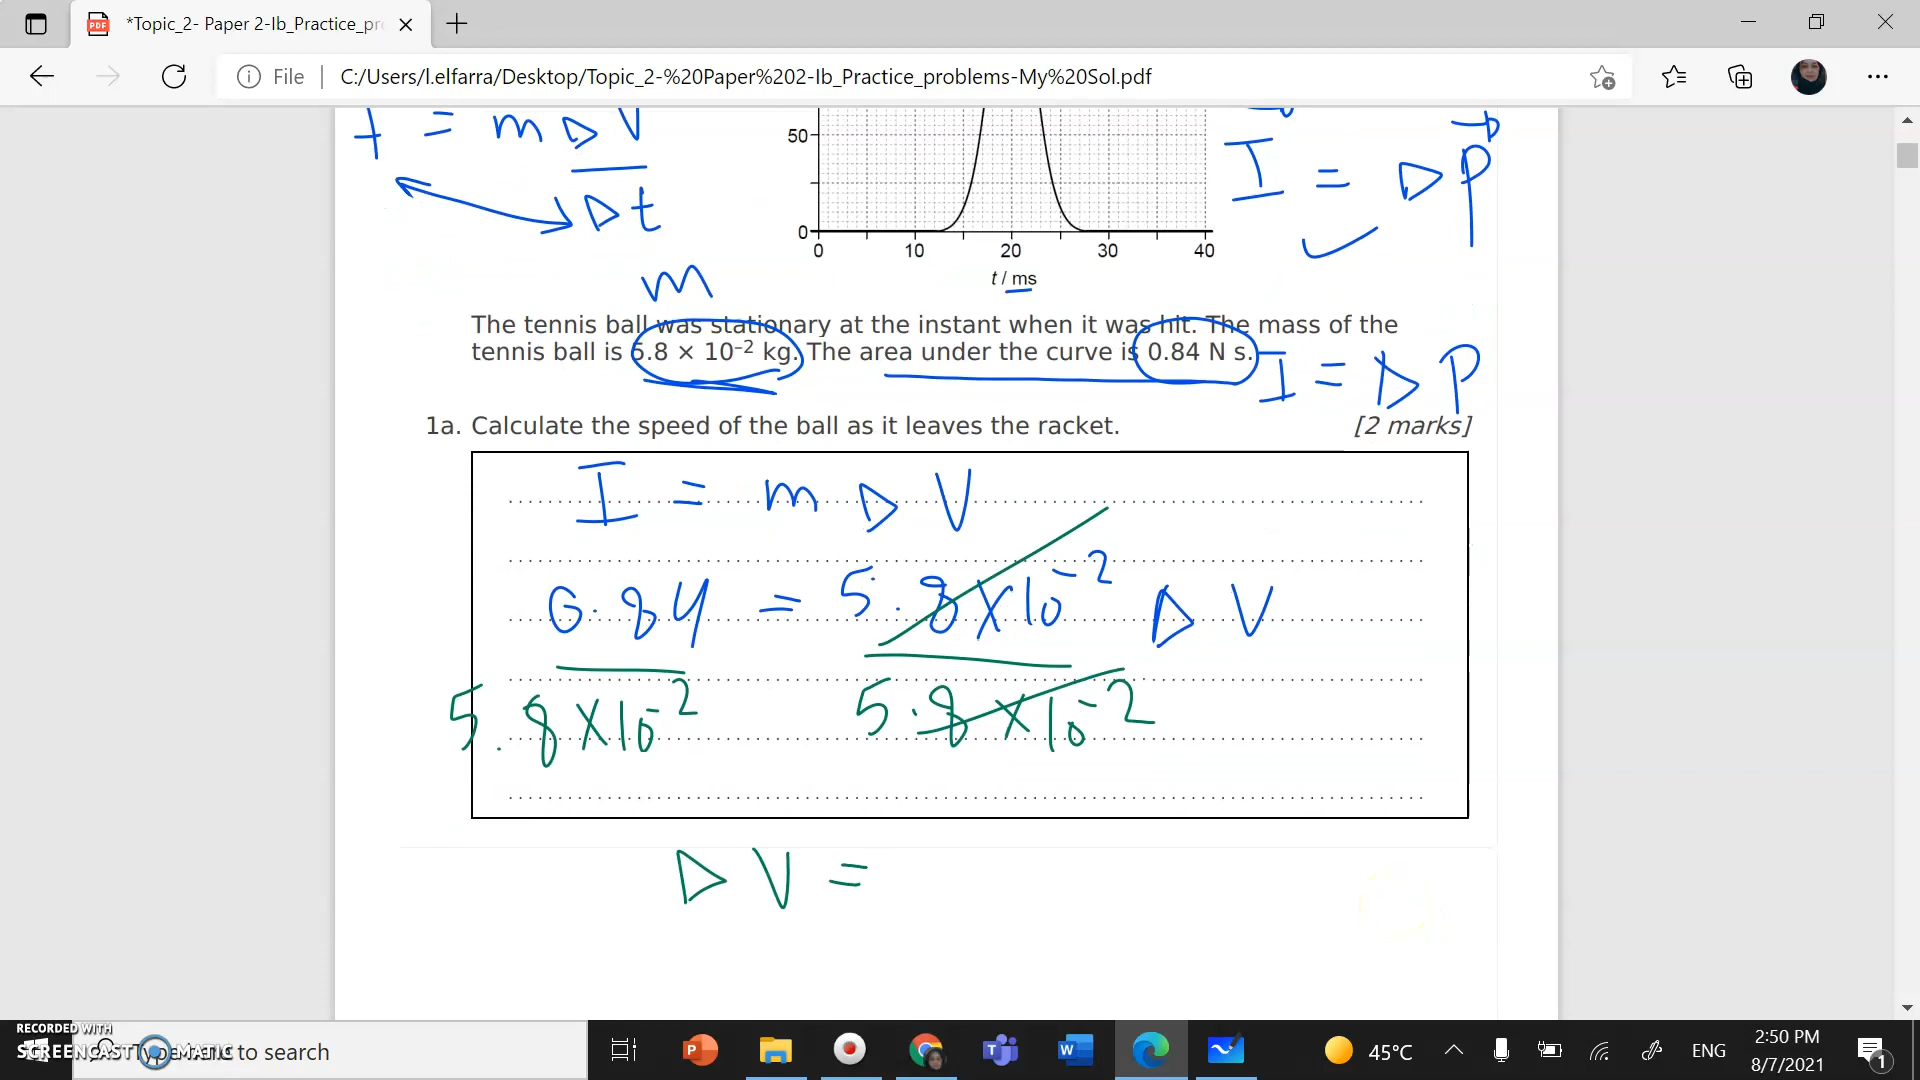 *Topic_2- Paper 2-Ib_Practice_pro
File C:/Users/l.elfarra/Desktop/Topic_2-%20Paper%202-Ib_Practice_problems-My%20Sol.pdf
= m Δ V
Δ t
50
0
0 10 20 30 40
t / ms
I = Δ P
m
The tennis ball was stationary at the instant when it was hit. The mass of the
tennis ball is 5.8 × 10⁻² kg. The area under the curve is 0.84 N s.
I = Δ P
1a. Calculate the speed of the ball as it leaves the racket. [2 marks]
I = m Δ V
0.84 = 5.8×10⁻² Δ V
5.8×10⁻² 5.8×10⁻²
Δ V =
RECORDED WITH
SCREENCAST MATIC
to search
45°C ENG 2:50 PM
8/7/2021
1